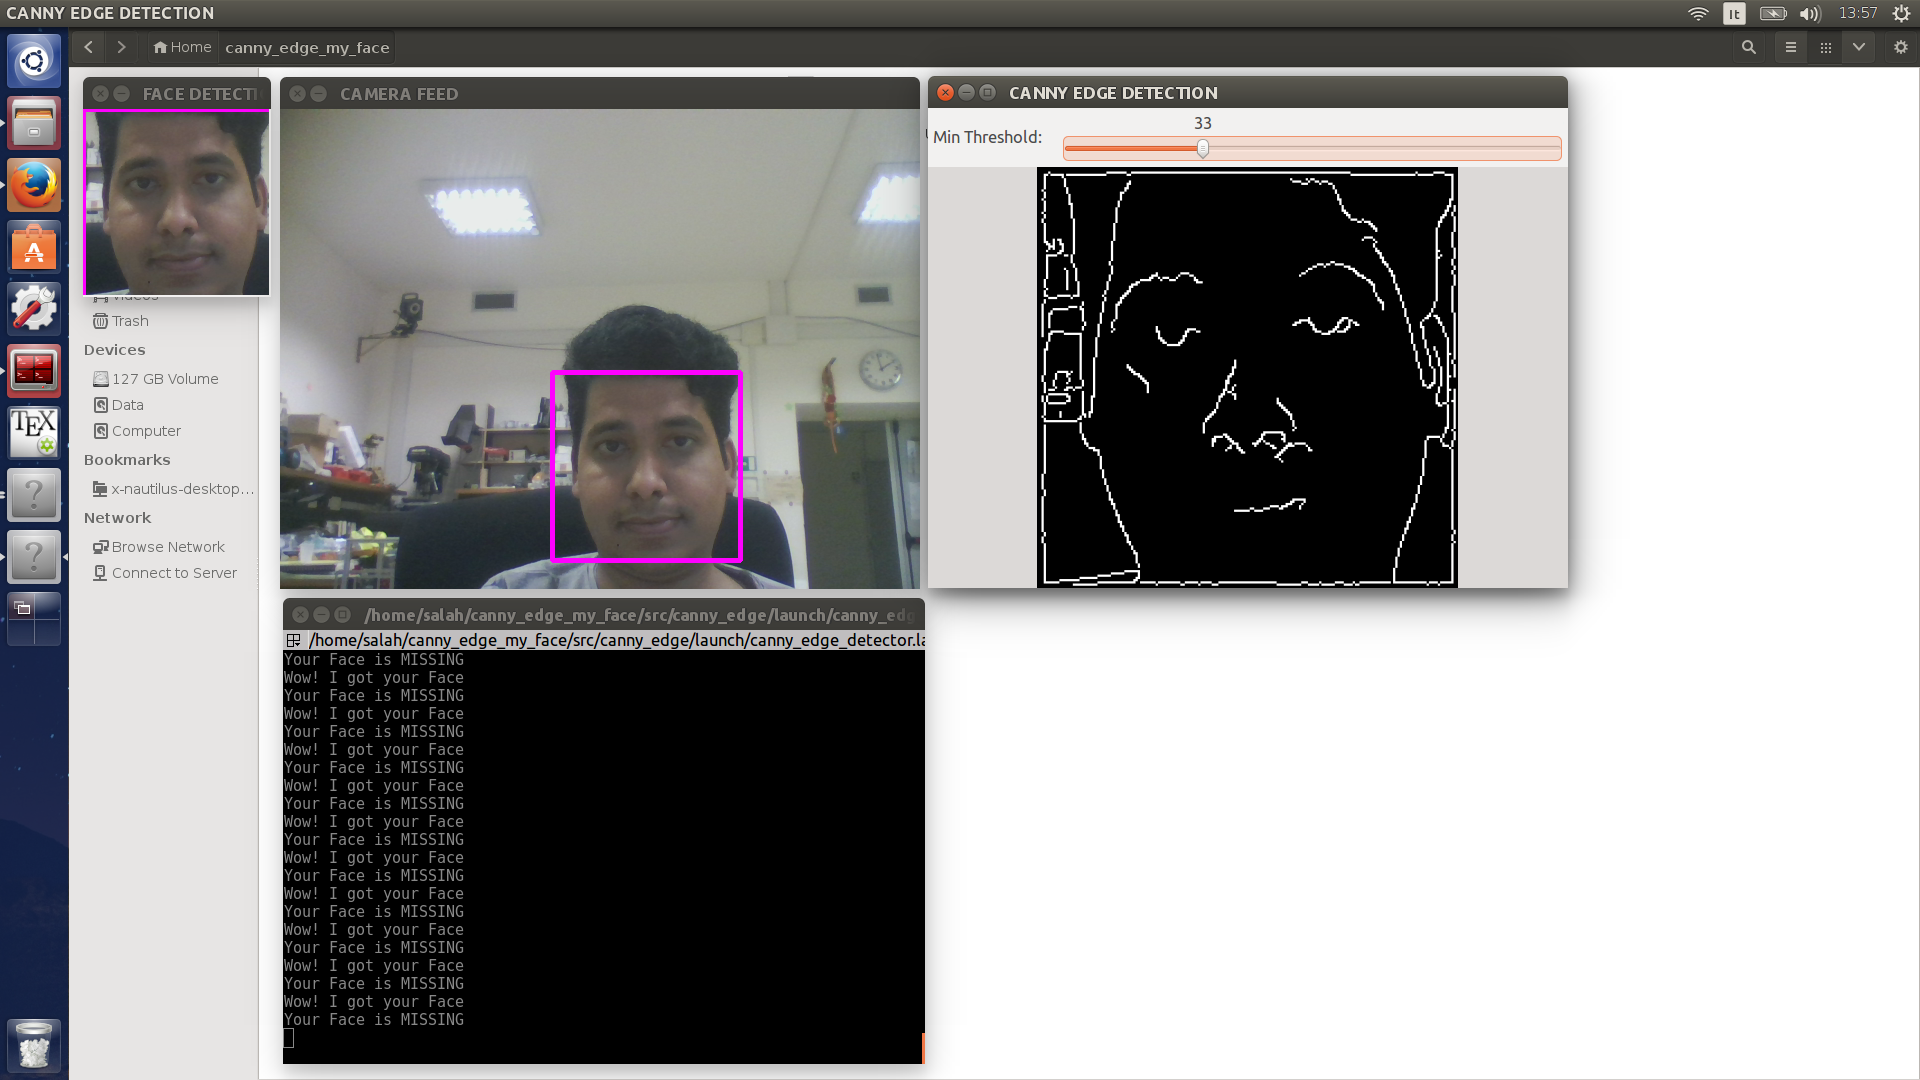 CANNY EDGE DETECTION
It
13:57
Home
canny_edge_my_face
FACE DETECTI
CAMERA FEED
CANNY EDGE DETECTION
33
Min Threshold:
Videos
Trash
Devices
127 GB Volume
Data
Computer
Bookmarks
x-nautilus-desktop...
Network
Browse Network
Connect to Server
TEX
/home/salah/canny_edge_my_face/src/canny_edge/launch/canny_edg
/home/salah/canny_edge_my_face/src/canny_edge/launch/canny_edge_detector.la
Your Face is MISSING
Wow! I got your Face
Your Face is MISSING
Wow! I got your Face
Your Face is MISSING
Wow! I got your Face
Your Face is MISSING
Wow! I got your Face
Your Face is MISSING
Wow! I got your Face
Your Face is MISSING
Wow! I got your Face
Your Face is MISSING
Wow! I got your Face
Your Face is MISSING
Wow! I got your Face
Your Face is MISSING
Wow! I got your Face
Your Face is MISSING
Wow! I got your Face
Your Face is MISSING